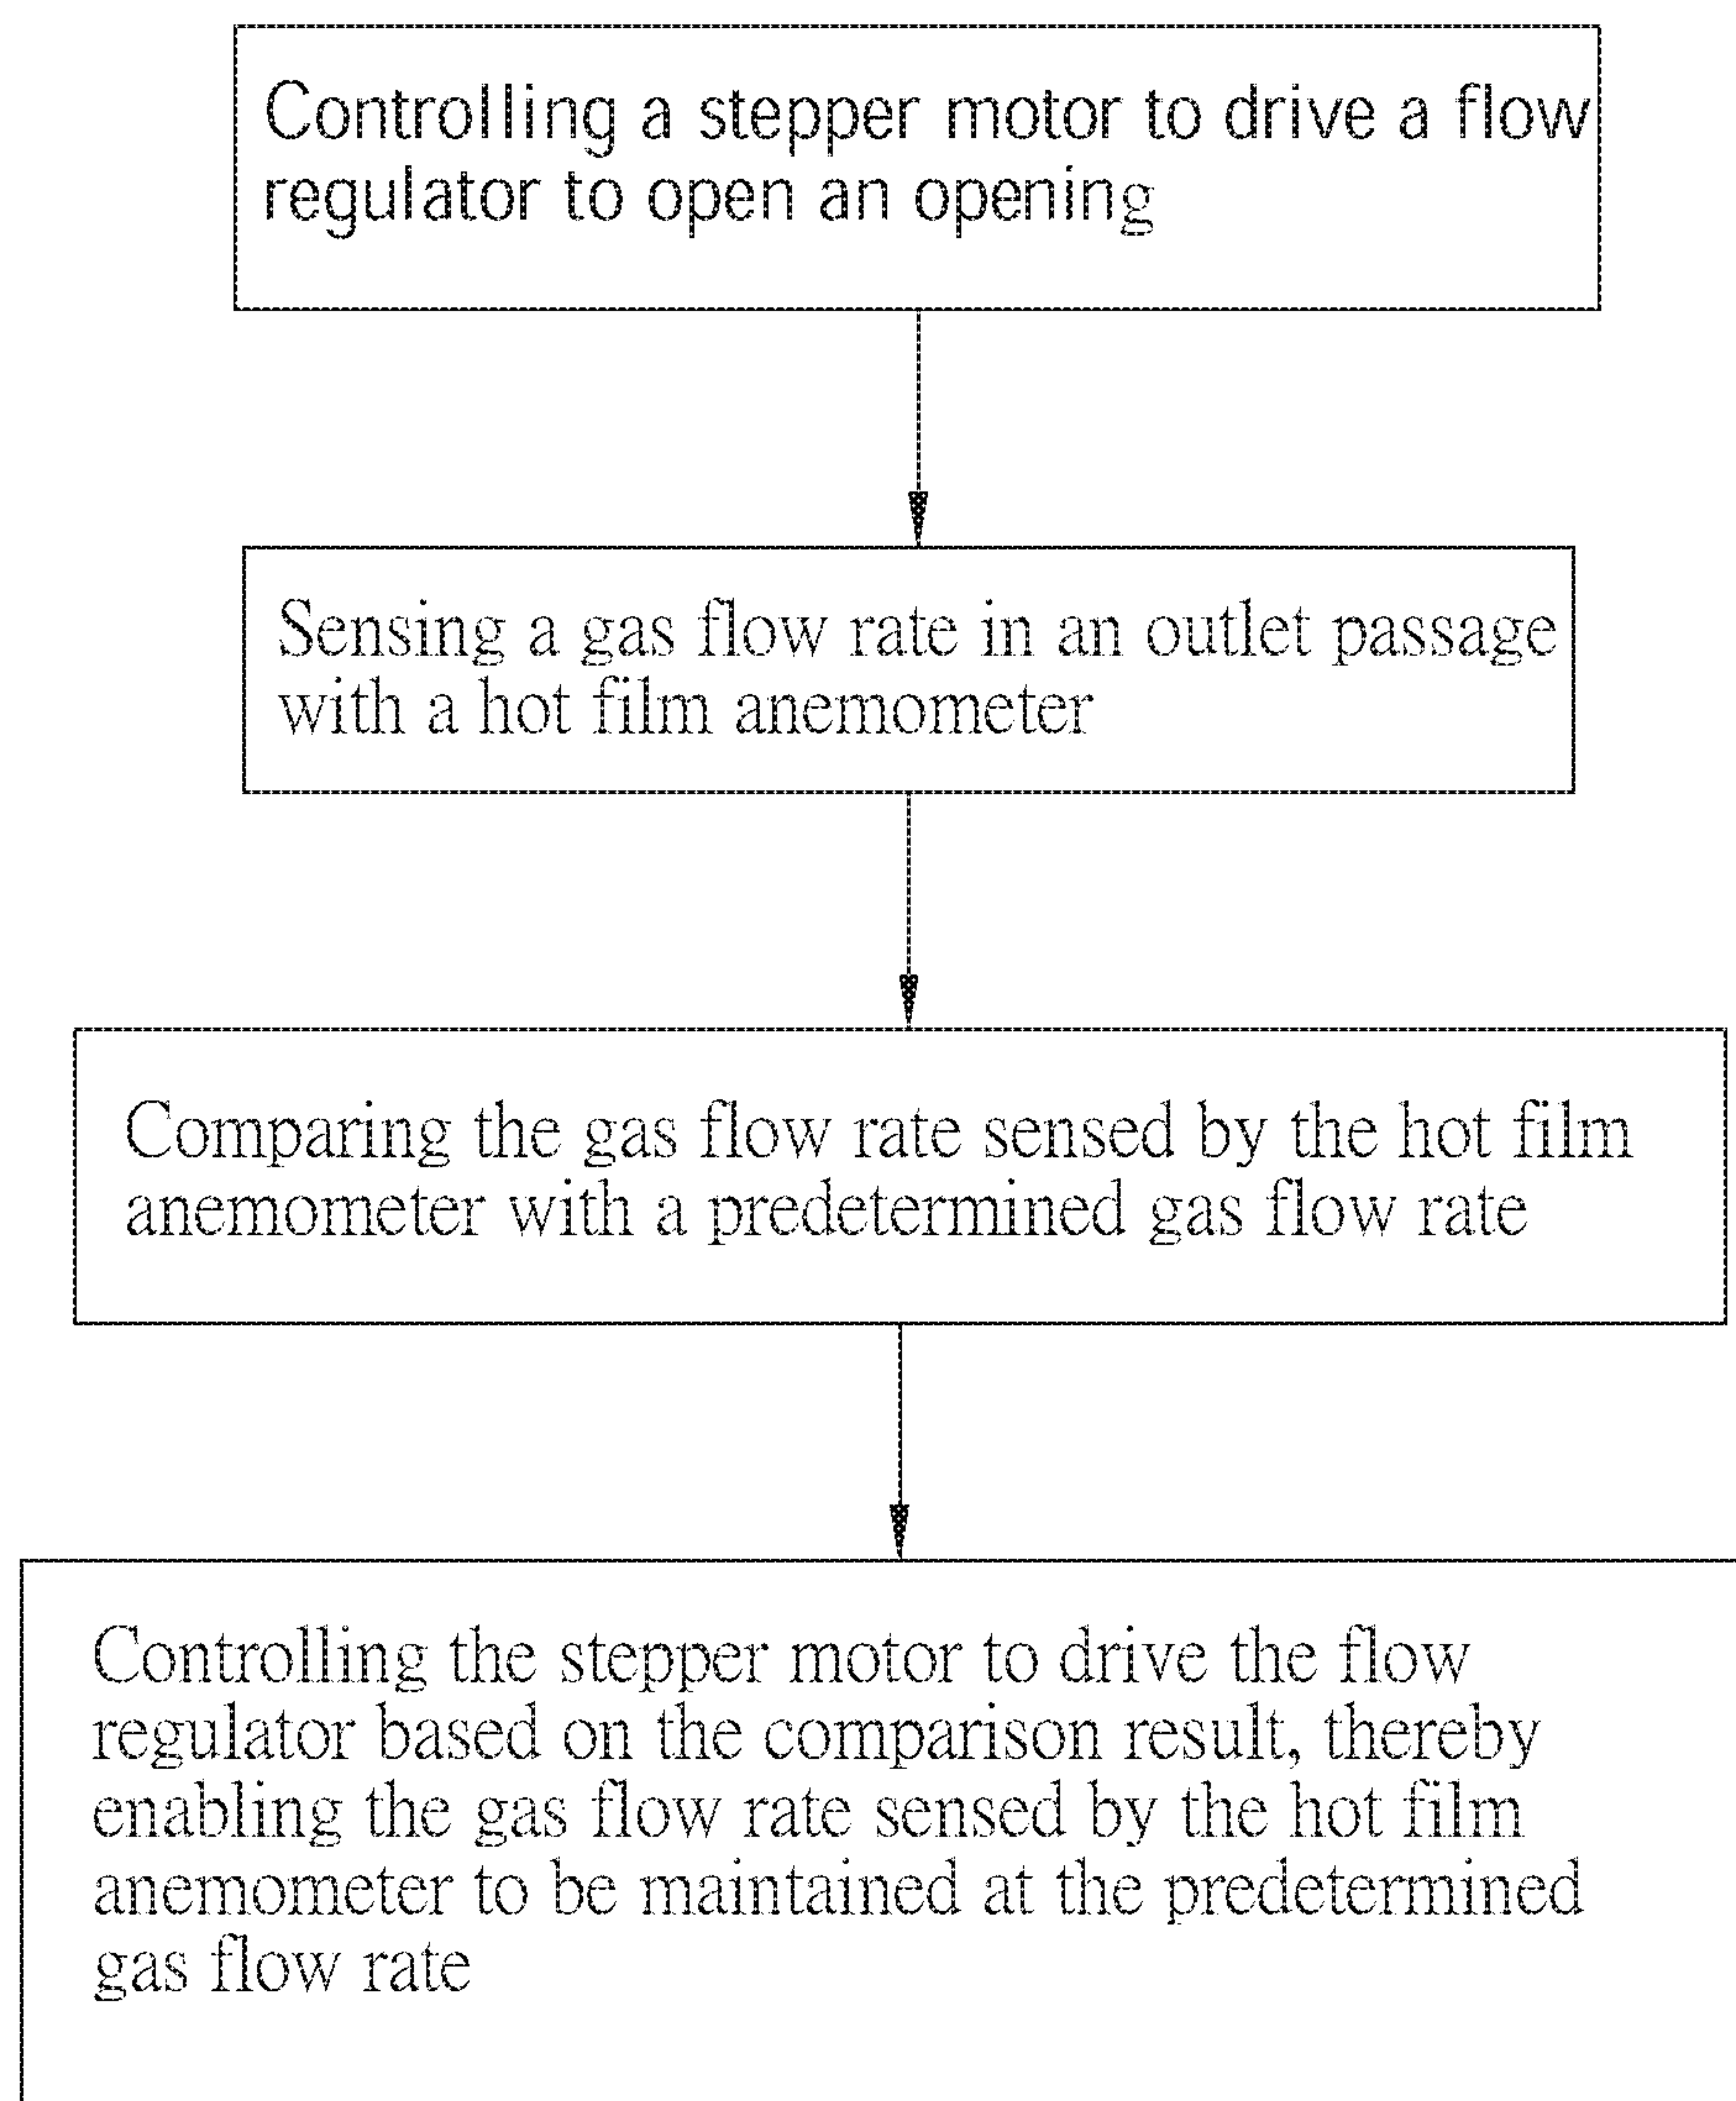 Controlling a stepper motor to drive a flow
regulator to open an opening
Sensing a gas flow rate in an outlet passage
with a hot film anemometer
Comparing the gas flow rate sensed by the hot film
anemometer with a predetermined gas flow rate
Controlling the stepper motor to drive the flow
regulator based on the comparison result, thereby
enabling the gas flow rate sensed by the hot film
anemometer to be maintained at the predetermined
gas flow rate